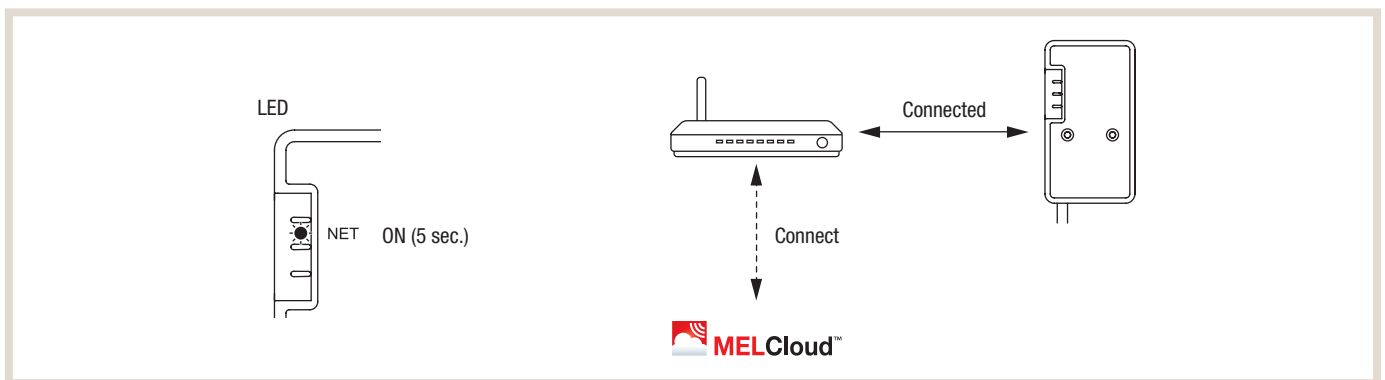 LED
NET ON (5 sec.)
Connected
Connect
MELCloud™